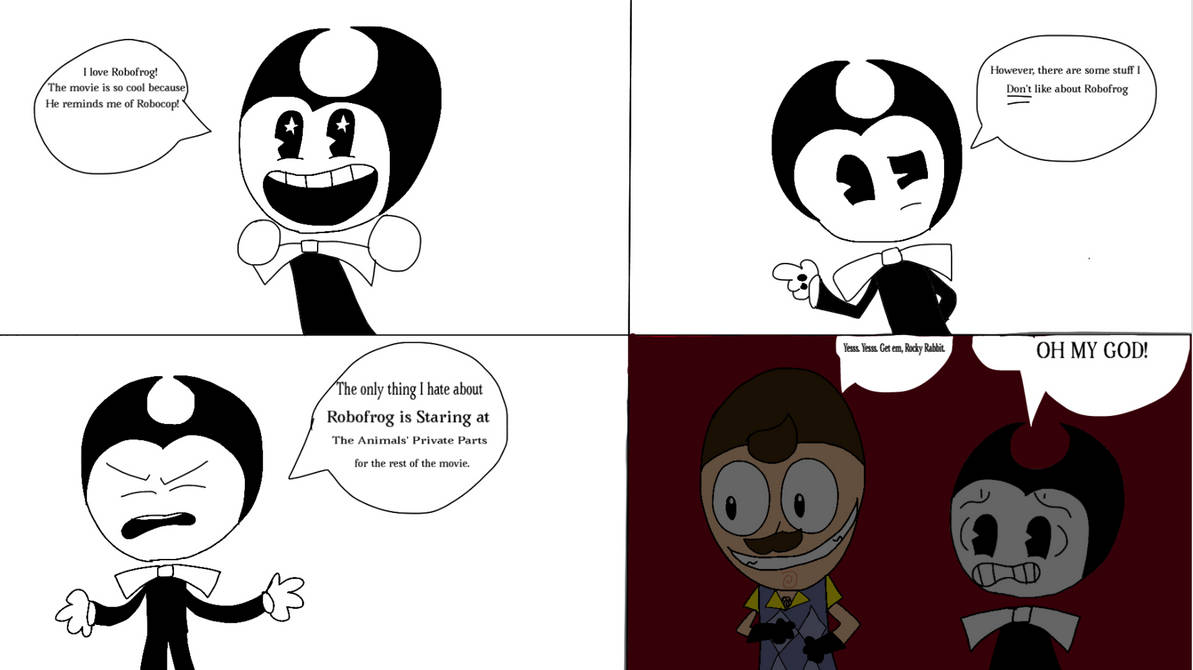 I love Robofrog!
The movie is so cool because
He reminds me of Robocop!
However, there are some stuff I
Don't like about Robofrog
The only thing I hate about
Robofrog is Staring at
The Animals' Private Parts
for the rest of the movie.
Yesss. Yesss. Get em, Rocky Rabbit.
OH MY GOD!